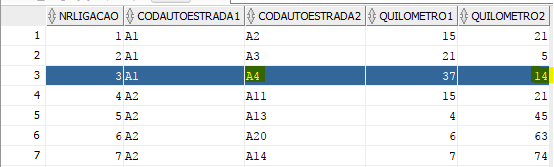 NRLIGACAO CODAUTOESTRADA1 CODAUTOESTRADA2 QUILOMETRO1 QUILOMETRO2
1 1 A1 A2 15 21
2 2 A1 A3 21 5
3 3 A1 A4 37 14
4 4 A2 A11 15 21
5 5 A2 A13 4 45
6 6 A2 A20 6 63
7 7 A2 A14 7 74